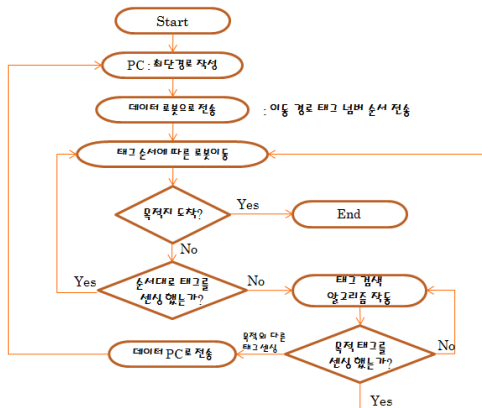 Start
PC : 최단경로 작성
데이터 로봇으로 전송
: 이동 경로 태그 넘버 순서 전송
태그 순서에 따른 로봇이동
목적지 도착?
Yes
End
No
순서대로 태그를
센싱 했는가?
Yes
No
태그 검색
알고리즘 작동
목적와 다른
태그센싱
데이터 PC로 전송
목적 태그를
센싱 했는가?
No
Yes